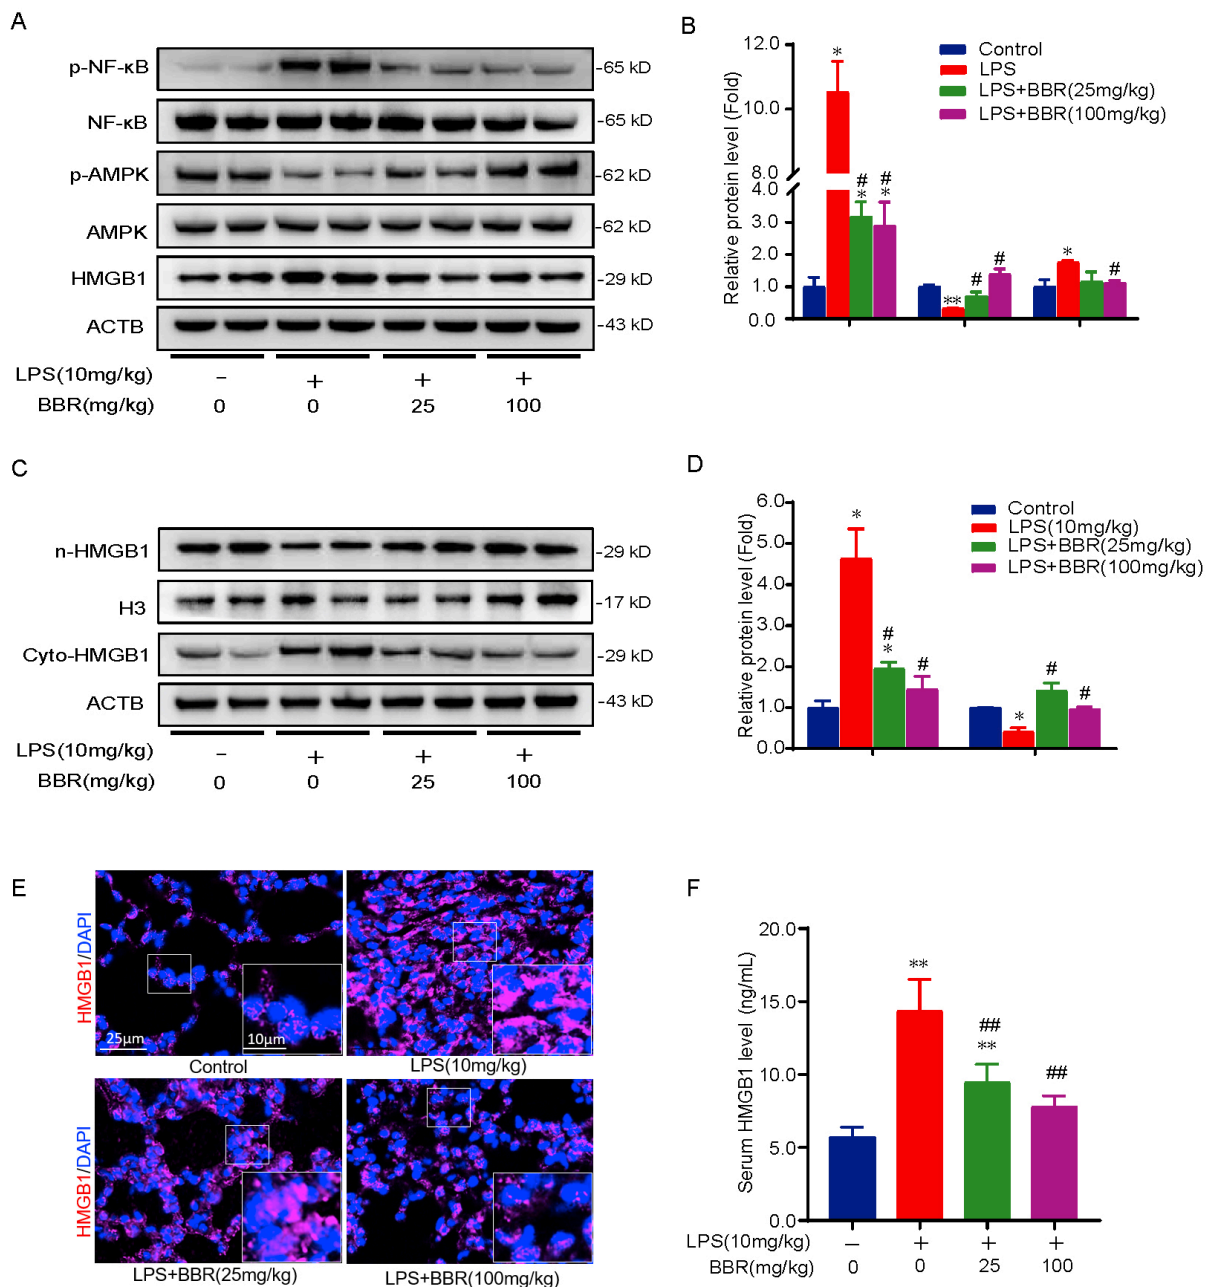 A
p-NF-κB
-65 kD
NF-κB
-65 kD
p-AMPK
-62 kD
AMPK
-62 kD
HMGB1
-29 kD
ACTB
-43 kD
LPS(10mg/kg) - + + +
BBR(mg/kg) 0 0 25 100
B
Relative protein level (Fold)
12.0
10.0
8.0
4.0
3.0
2.0
1.0
0.0
Control
LPS
LPS+BBR(25mg/kg)
LPS+BBR(100mg/kg)
*
#
*
#
*
**
#
#
*
#
C
n-HMGB1
-29 kD
H3
-17 kD
Cyto-HMGB1
-29 kD
ACTB
-43 kD
LPS(10mg/kg) - + + +
BBR(mg/kg) 0 0 25 100
D
Relative protein level (Fold)
6.0
5.0
4.0
3.0
2.0
1.0
0.0
Control
LPS(10mg/kg)
LPS+BBR(25mg/kg)
LPS+BBR(100mg/kg)
*
#
*
#
*
#
#
E
HMGB1/DAPI
25μm
10μm
Control
LPS(10mg/kg)
HMGB1/DAPI
LPS+BBR(25mg/kg)
LPS+BBR(100mg/kg)
F
Serum HMGB1 level (ng/mL)
20.0
15.0
10.0
5.0
0.0
**
##
**
##
LPS(10mg/kg) − + + +
BBR(mg/kg) 0 0 25 100